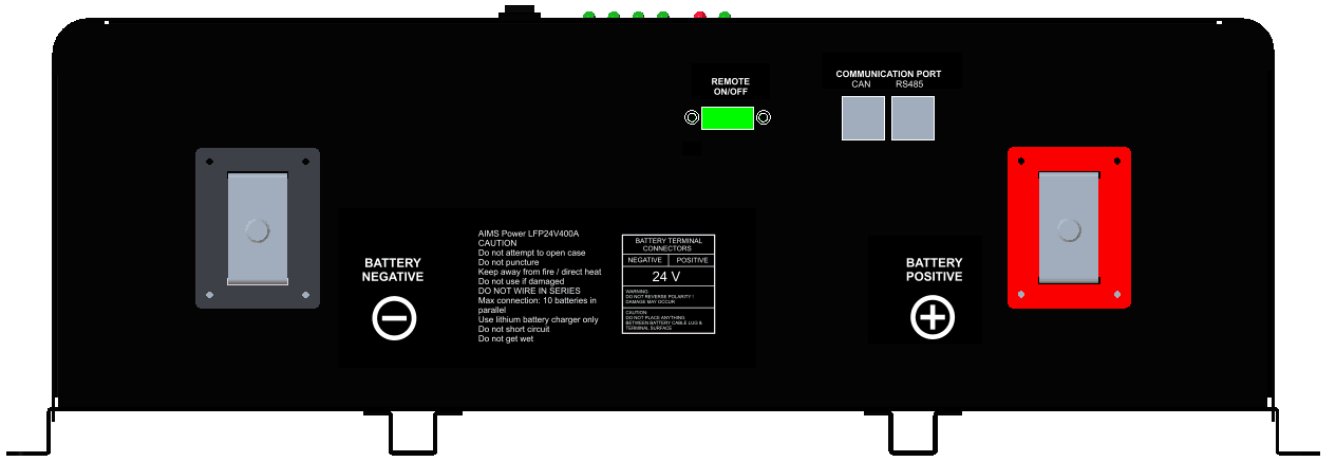 REMOTE
ON/OFF
COMMUNICATION PORT
CAN RS485
BATTERY
NEGATIVE
AIMS Power LFP24V400A
CAUTION
Do not attempt to open case
Do not puncture
Keep away from fire / direct heat
Do not use if damaged
DO NOT WIRE IN SERIES
Max connection: 10 batteries in
parallel
Use lithium battery charger only
Do not short circuit
Do not get wet
BATTERY TERMINAL
CONNECTORS
NEGATIVE POSITIVE
24 V
WARNING:
DO NOT REVERSE POLARITY !
DAMAGE MAY OCCUR
CAUTION:
DO NOT PLACE ANYTHING
BETWEEN BATTERY CABLE LUG &
TERMINAL SURFACE
BATTERY
POSITIVE